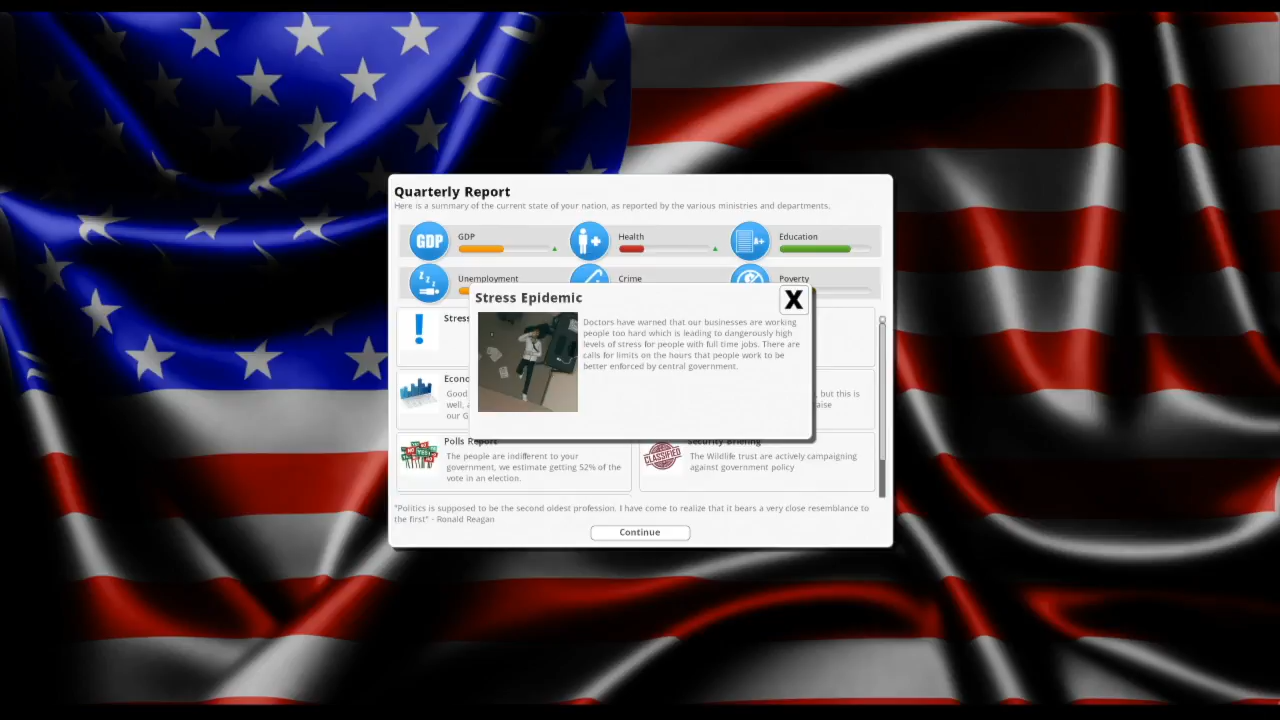 Quarterly Report
Here is a summary of the current state of your nation, as reported by the various ministries and departments.
GDP
GDP
Health
A+
Education
Unemployment
Crime
Poverty
Stress Epidemic
X
Doctors have warned that our businesses are working
people too hard which is leading to dangerously high
levels of stress for people with full time jobs. There are
calls for limits on the hours that people work to be
better enforced by central government.
Stress
Good
well,
our G
, but this is
Polls Report
The people are indifferent to your
government, we estimate getting 52% of the
vote in an election.
CLASSIFIED
Security Briefing
The Wildlife trust are actively campaigning
against government policy
"Politics is supposed to be the second oldest profession. I have come to realize that it bears a very close resemblance to
the first" - Ronald Reagan
Continue